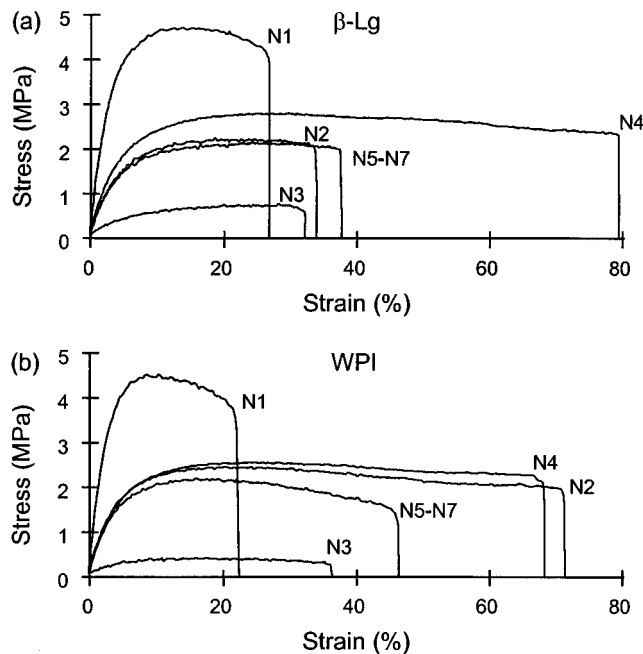 (a)
β-Lg
5
4
3
2
1
0
Stress (MPa)
N1
N4
N2
N5-N7
N3
0 20 40 60 80
Strain (%)
(b)
WPI
5
4
3
2
1
0
Stress (MPa)
N1
N4
N2
N5-N7
N3
0 20 40 60 80
Strain (%)